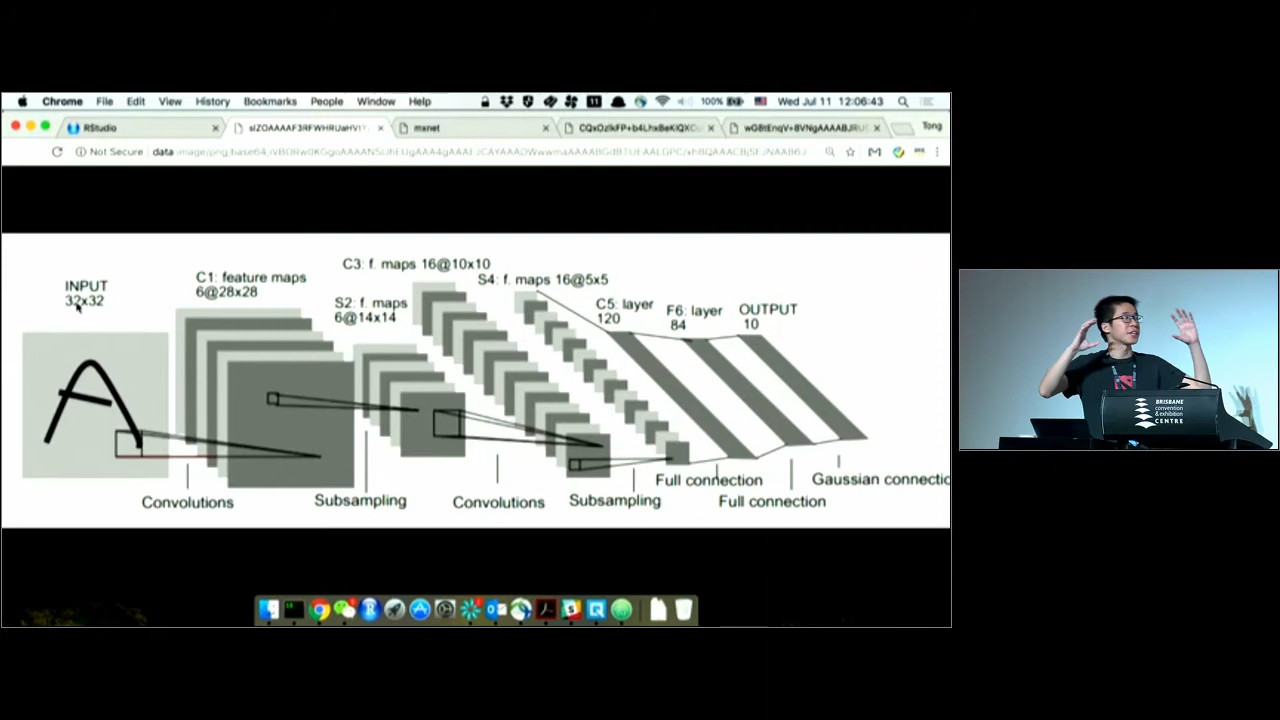 Chrome File Edit View History Bookmarks People Window Help
11 100% Wed Jul 11 12:06:43
RStudio
mxnet
Tong
Not Secure
INPUT
32x32
C1: feature maps
6@28x28
S2: f. maps
6@14x14
C3: f. maps 16@10x10
S4: f. maps 16@5x5
C5: layer
120
F6: layer
84
OUTPUT
10
A
Convolutions
Subsampling
Convolutions
Subsampling
Full connection
Full connection
Gaussian connectio
BRISBANE
convention
& exhibition
CENTRE